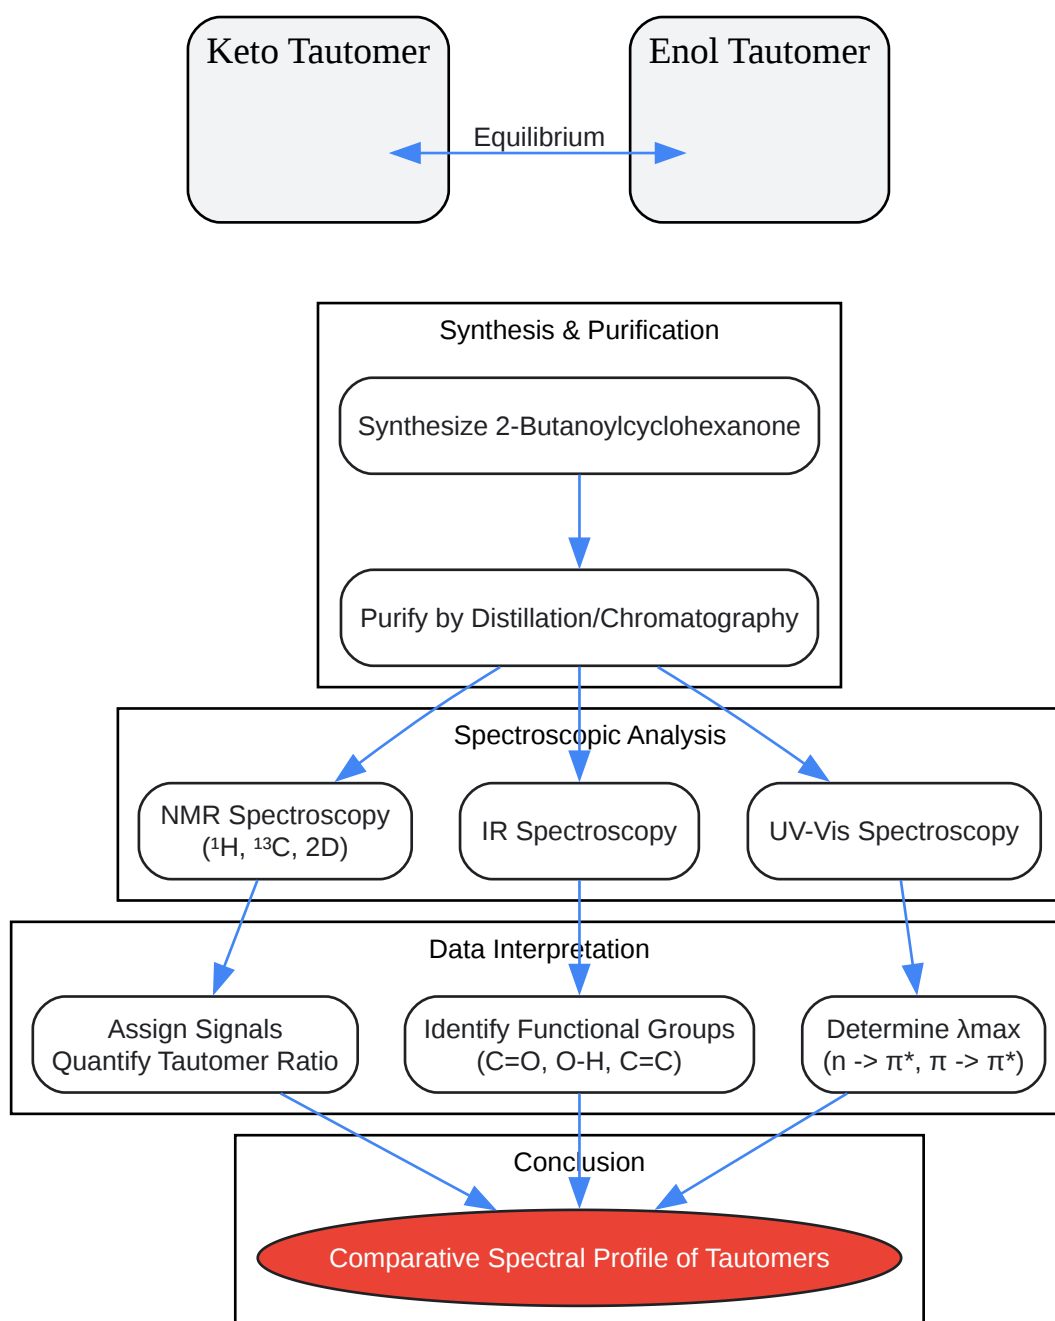 Keto Tautomer
Enol Tautomer
Equilibrium
Synthesis & Purification
Synthesize 2-Butanoylcyclohexanone
Purify by Distillation/Chromatography
Spectroscopic Analysis
NMR Spectroscopy
(¹H, ¹³C, 2D)
IR Spectroscopy
UV-Vis Spectroscopy
Data Interpretation
Assign Signals
Quantify Tautomer Ratio
Identify Functional Groups
(C=O, O-H, C=C)
Determine λmax
(n -> π*, π -> π*)
Conclusion
Comparative Spectral Profile of Tautomers